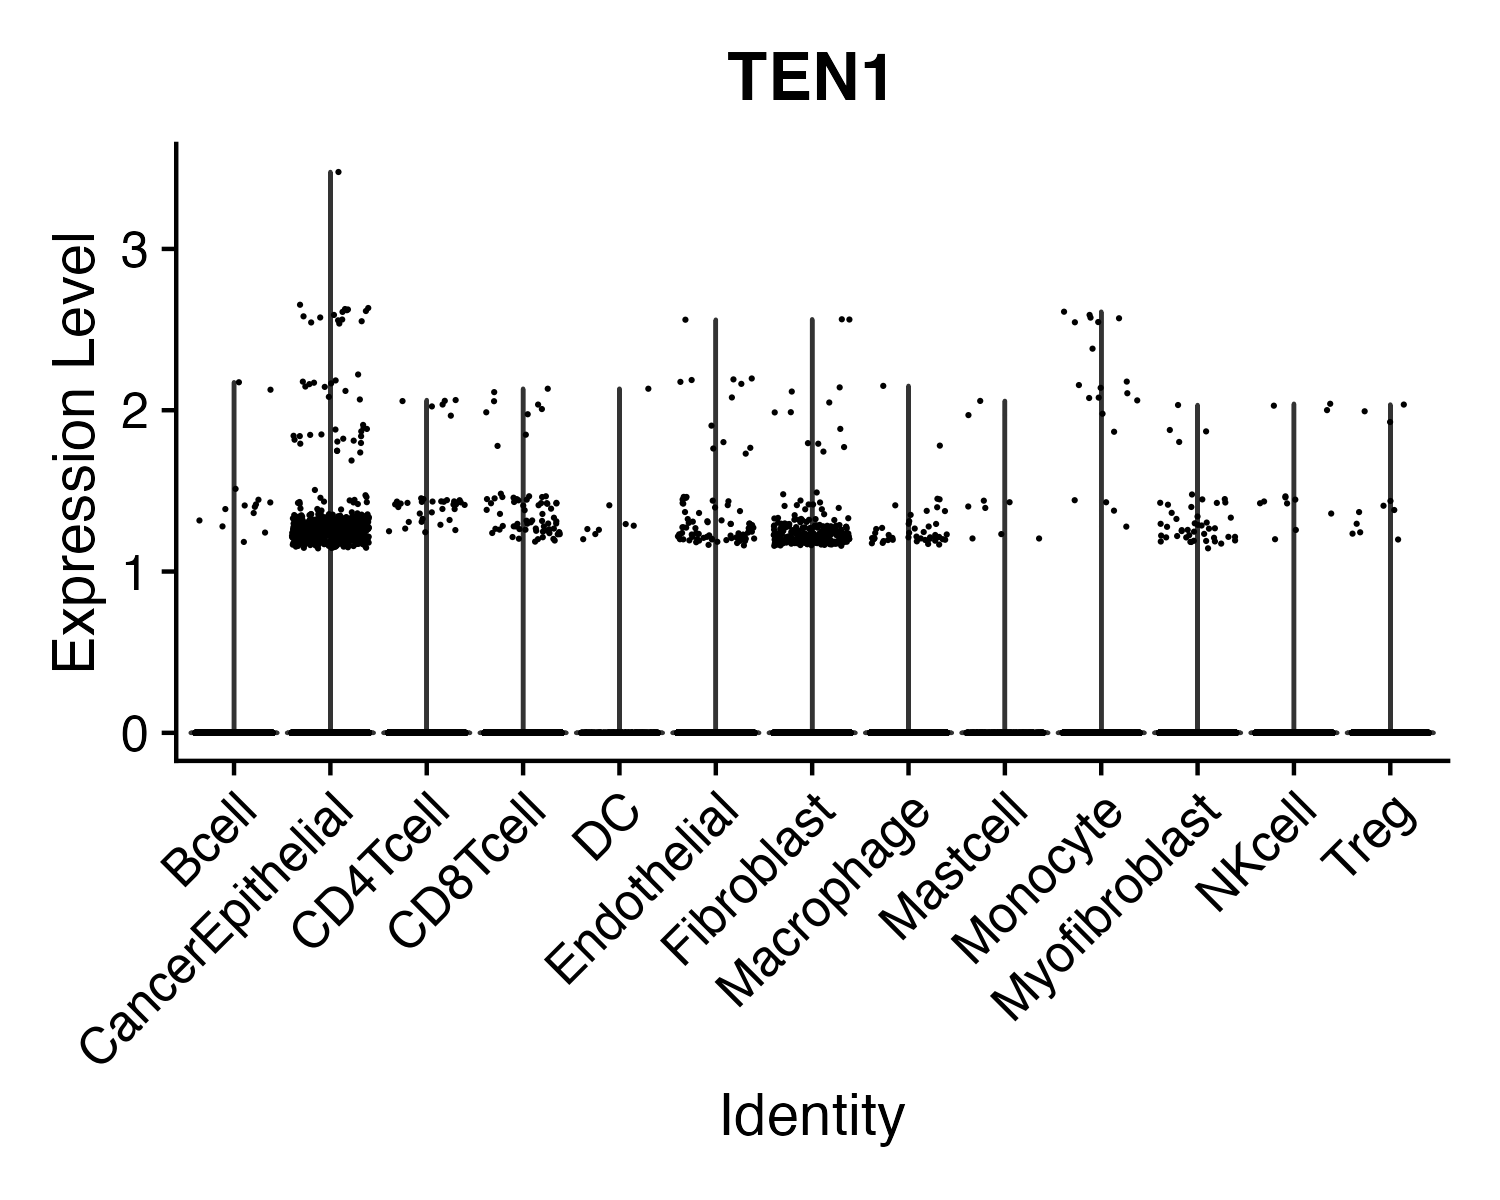 TEN1
Expression Level
3
2
1
0
Bcell
CancerEpithelial
CD4Tcell
CD8Tcell
DC
Endothelial
Fibroblast
Macrophage
Mastcell
Monocyte
Myofibroblast
NKcell
Treg
Identity